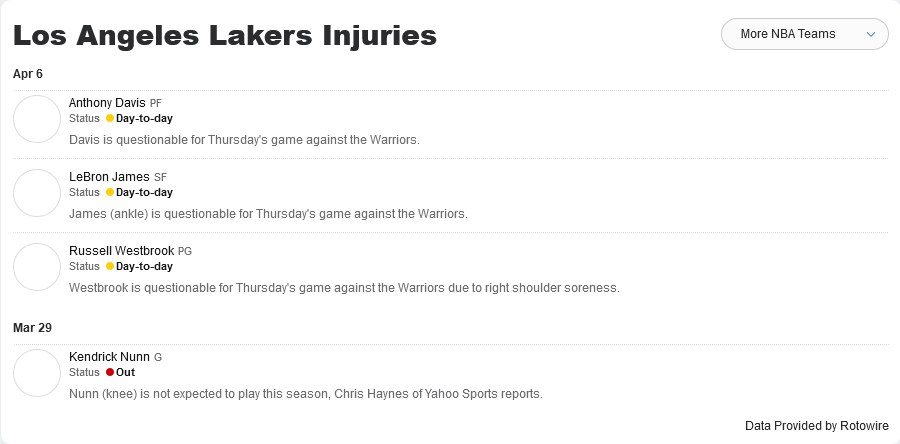 Los Angeles Lakers Injuries
More NBA Teams
Apr 6
Anthony Davis PF
Status Day-to-day
Davis is questionable for Thursday's game against the Warriors.
LeBron James SF
Status Day-to-day
James (ankle) is questionable for Thursday's game against the Warriors.
Russell Westbrook PG
Status Day-to-day
Westbrook is questionable for Thursday's game against the Warriors due to right shoulder soreness.
Mar 29
Kendrick Nunn G
Status Out
Nunn (knee) is not expected to play this season, Chris Haynes of Yahoo Sports reports.
Data Provided by Rotowire